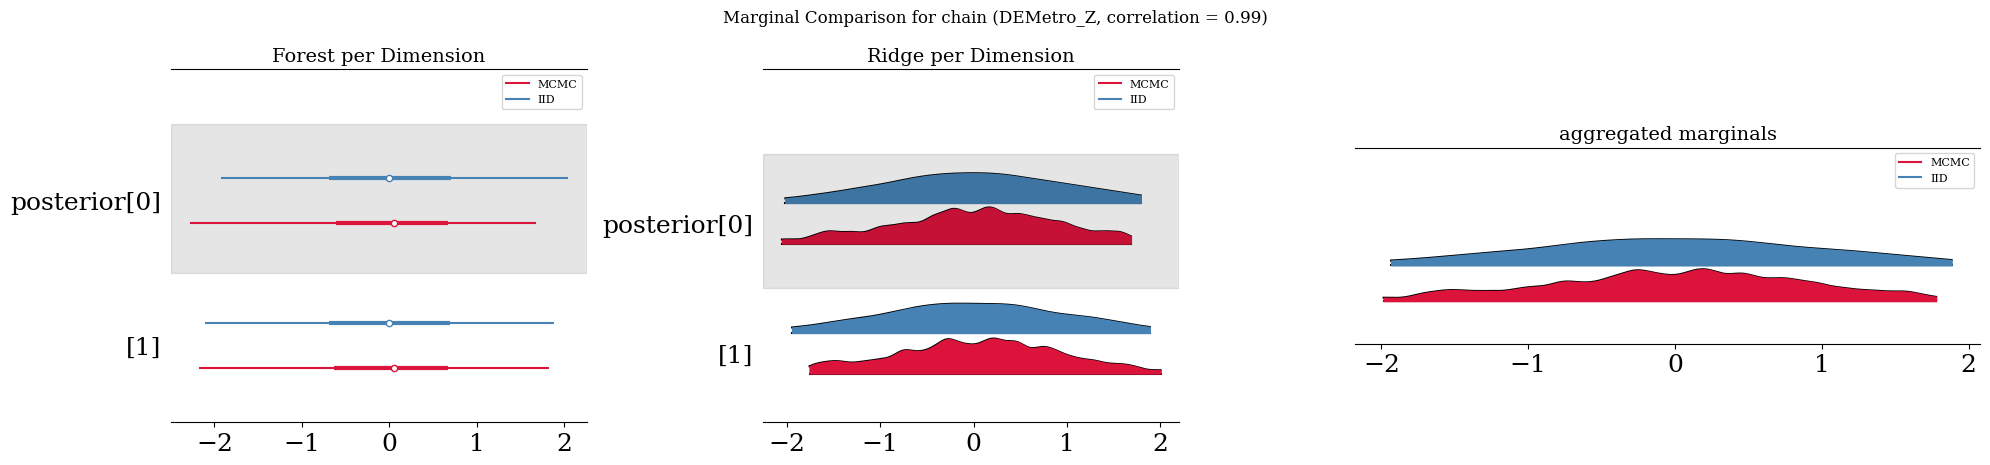 Marginal Comparison for chain (DEMetro_Z, correlation = 0.99)
Forest per Dimension
MCMC
IID
posterior[0]
[1]
−2 −1 0 1 2
Ridge per Dimension
MCMC
IID
posterior[0]
[1]
−2 −1 0 1 2
aggregated marginals
MCMC
IID
−2 −1 0 1 2